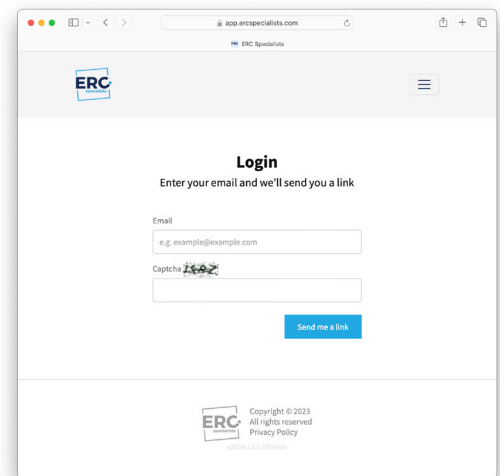 app.ercspecialists.com
ERC Specialists
ERC
specialists
Login
Enter your email and we'll send you a link
Email
e.g. example@example.com
Captcha
Send me a link
ERC
specialists
Copyright © 2023
All rights reserved
Privacy Policy